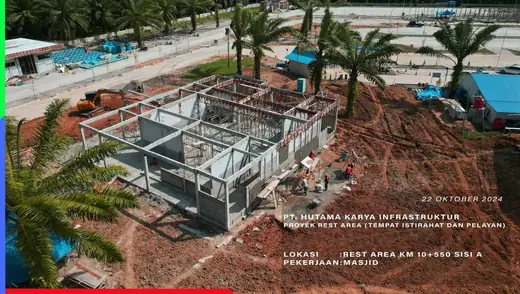 22 OKTOBER 2024
PT. HUTAMA KARYA INFRASTRUKTUR
PROYEK REST AREA (TEMPAT ISTIRAHAT DAN PELAYAN)
LOKASI :REST AREA KM 10+550 SISI A
PEKERJAAN:MASJID